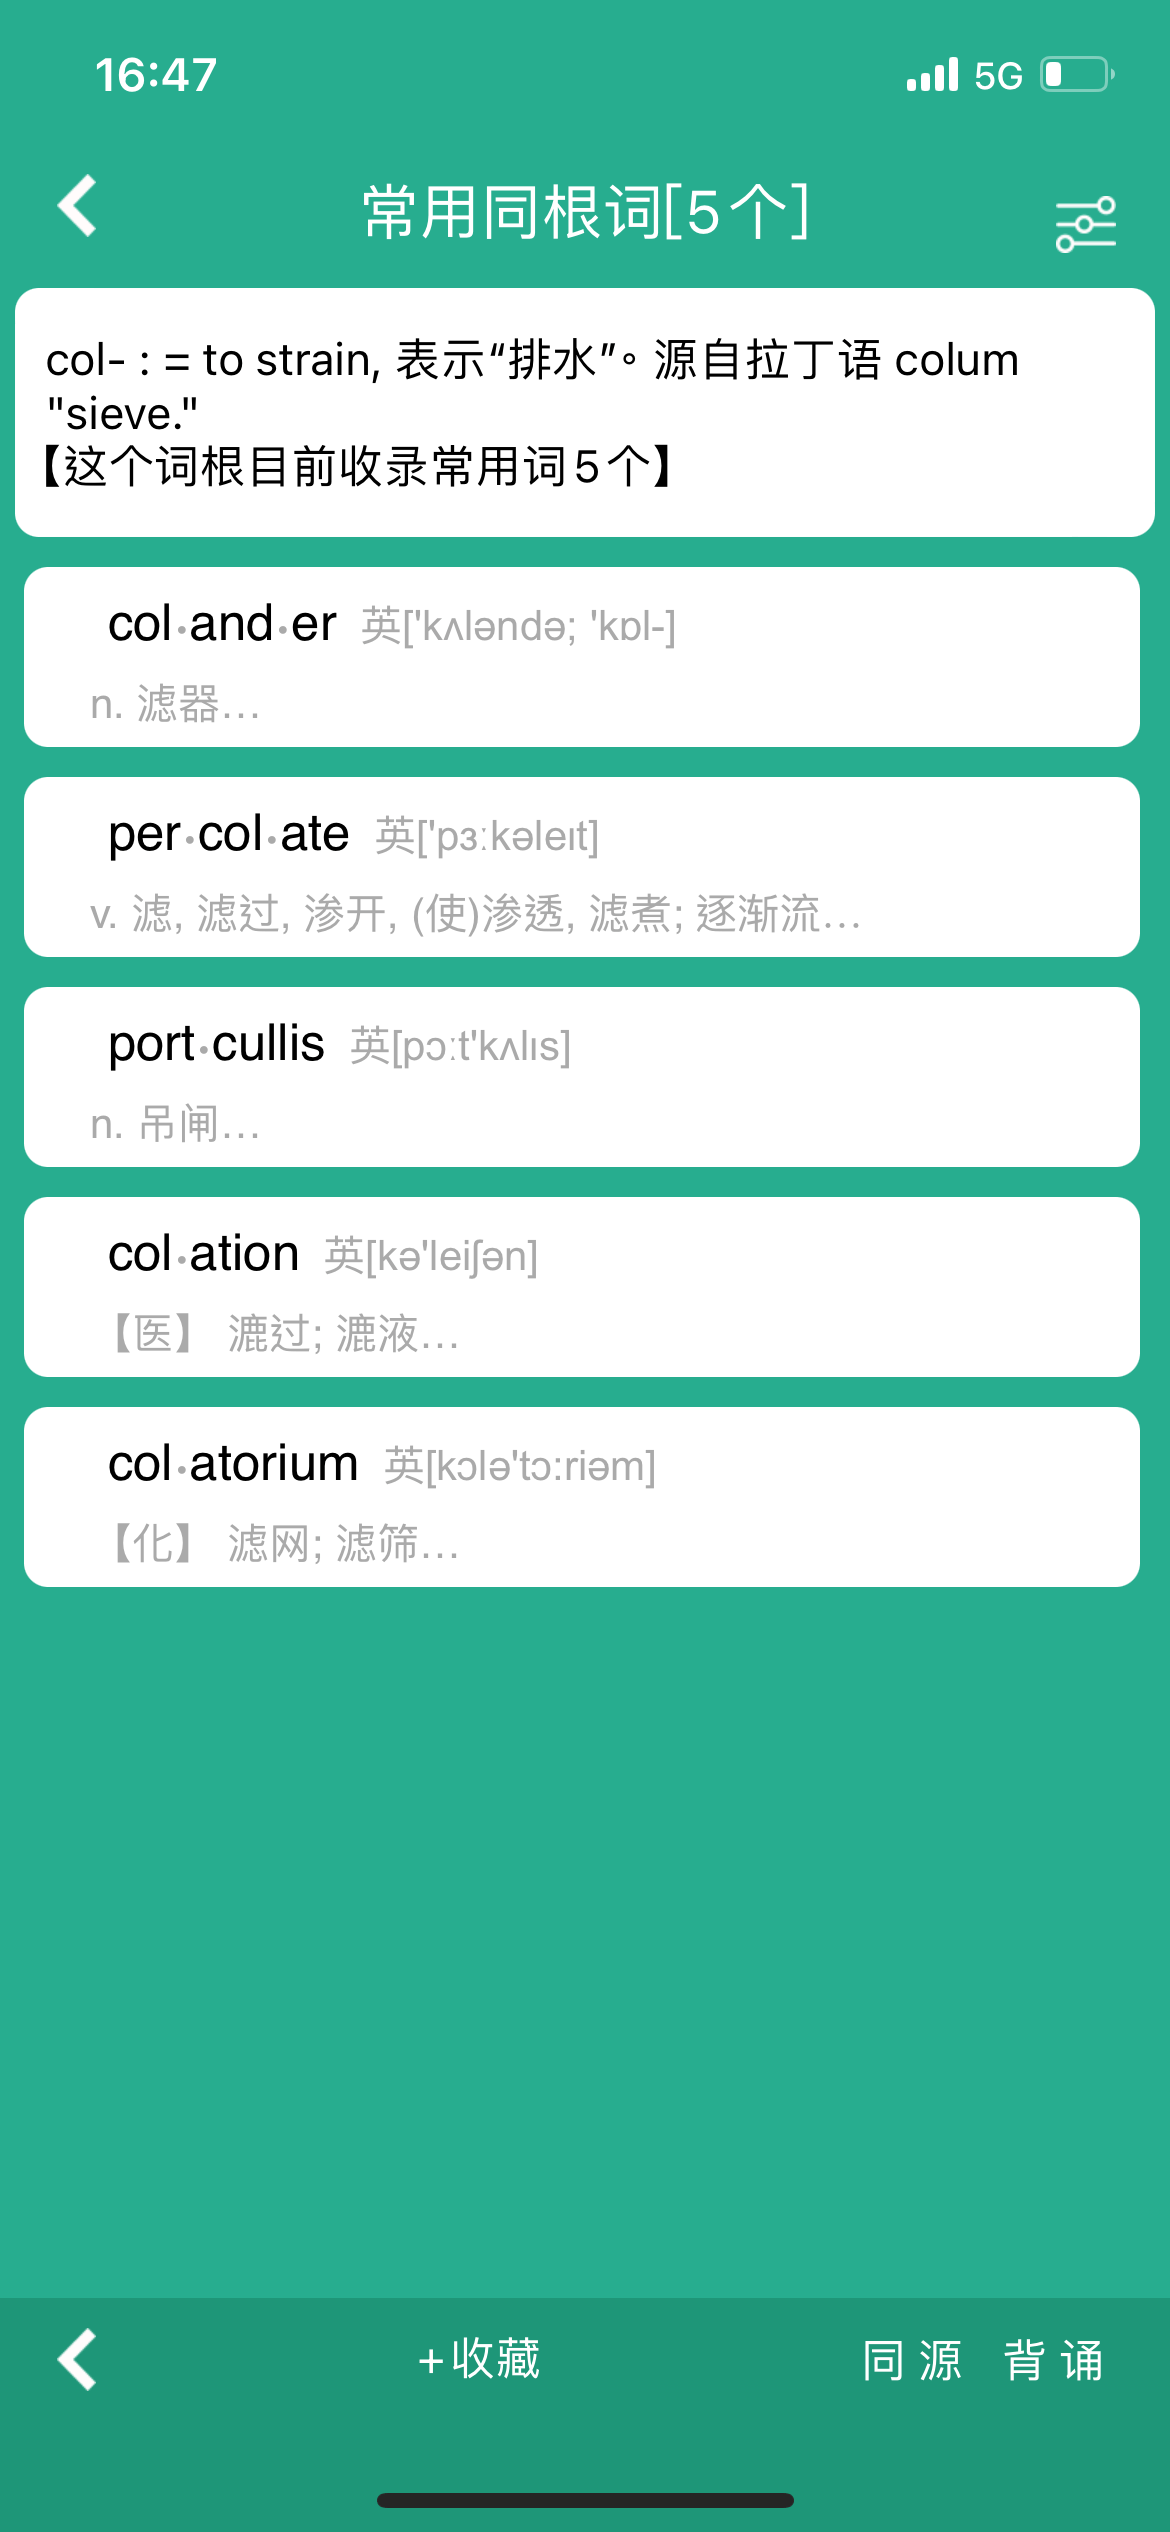 16:47 5G
常用同根词[5个]
col- : = to strain, 表示“排水”。源自拉丁语 colum
"sieve."
【这个词根目前收录常用词5个】
col·and·er 英['kʌləndə; 'kɒl-]
n. 滤器...
per·col·ate 英['pɜːkəleɪt]
v. 滤, 滤过, 渗开, (使)渗透, 滤煮; 逐渐流...
port·cullis 英[pɔːt'kʌlɪs]
n. 吊闸...
col·ation 英[kə'leiʃən]
【医】 漉过; 漉液...
col·atorium 英[kɔlə'tɔ:riəm]
【化】 滤网; 滤筛...
+收藏 同源 背诵